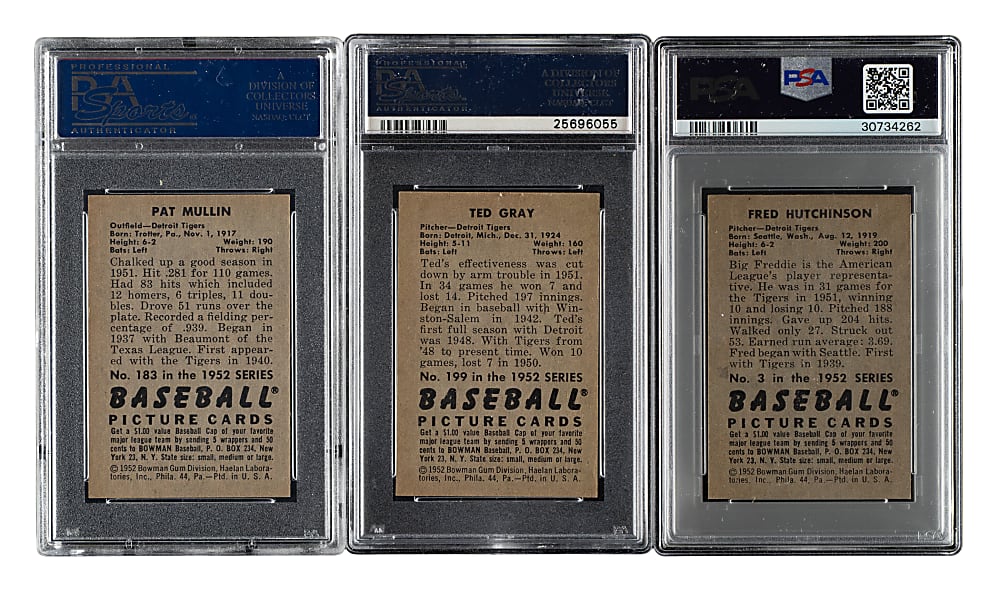 PROFESSIONAL
PSA
Sports
AUTHENTICATOR
A
DIVISION OF
COLLECTORS
UNIVERSE
NASDAQ: CLCT
PAT MULLIN
Outfield—Detroit Tigers
Born: Trotter, Pa., Nov. 1, 1917
Height: 6-2 Weight: 190
Bats: Left Throws: Right
Chalked up a good season in
1951. Hit .281 for 110 games.
Had 83 hits which included
12 homers, 6 triples, 11 dou-
bles. Drove 51 runs over the
plate. Recorded a fielding per-
centage of .939. Began in
1937 with Beaumont of the
Texas League. First appear-
ed with the Tigers in 1940.
No. 183 in the 1952 SERIES
BASEBALL®
PICTURE CARDS
Get a $1.00 value Baseball Cap of your favorite
major league team by sending 5 wrappers and 50
cents to BOWMAN Baseball, P. O. BOX 234, New
York 23, N. Y. State size: small, medium or large.
© 1952 Bowman Gum Division, Haelan Labora-
tories, Inc., Phila. 44, Pa.—Ptd. in U. S. A.
PROFESSIONAL
PSA
Sports
AUTHENTICATOR
A DIVISION OF
COLLECTORS
UNIVERSE
NASDAQ: CLCT
25696055
TED GRAY
Pitcher—Detroit Tigers
Born: Detroit, Mich., Dec. 31, 1924
Height: 5-11 Weight: 160
Bats: Left Throws: Left
Ted's effectiveness was cut
down by arm trouble in 1951.
In 34 games he won 7 and
lost 14. Pitched 197 innings.
Began in baseball with Win-
ston-Salem in 1942. Ted's
first full season with Detroit
was 1948. With Tigers from
'48 to present time. Won 10
games, lost 7 in 1950.
No. 199 in the 1952 SERIES
BASEBALL®
PICTURE CARDS
Get a $1.00 value Baseball Cap of your favorite
major league team by sending 5 wrappers and 50
cents to BOWMAN Baseball, P. O. BOX 234, New
York 23, N. Y. State size: small, medium or large.
© 1952 Bowman Gum Division, Haelan Labora-
tories, Inc., Phila. 44, Pa.—Ptd. in U. S. A.
PSA
PSA
30734262
FRED HUTCHINSON
Pitcher—Detroit Tigers
Born: Seattle, Wash., Aug. 12, 1919
Height: 6-2 Weight: 200
Bats: Left Throws: Right
Big Freddie is the American
League's player representa-
tive. He was in 31 games for
the Tigers in 1951, winning
10 and losing 10. Pitched 188
innings. Gave up 204 hits.
Walked only 27. Struck out
53. Earned run average: 3.69.
Fred began with Seattle. First
with Tigers in 1939.
No. 3 in the 1952 SERIES
BASEBALL®
PICTURE CARDS
Get a $1.00 value Baseball Cap of your favorite
major league team by sending 5 wrappers and 50
cents to BOWMAN Baseball, P. O. BOX 234, New
York 23, N. Y. State size: small, medium or large.
© 1952 Bowman Gum Division, Haelan Labora-
tories, Inc., Phila. 44, Pa.—Ptd. in U. S. A.